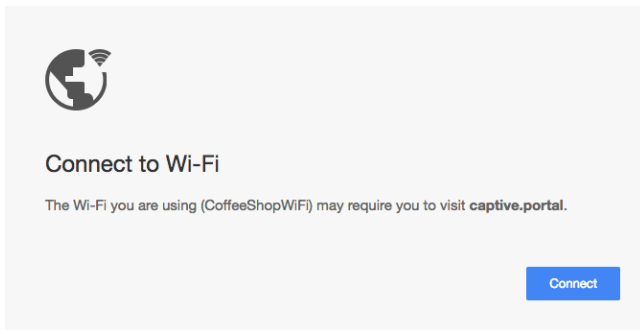 Connect to Wi-Fi
The Wi-Fi you are using (CoffeeShopWiFi) may require you to visit captive.portal.
Connect